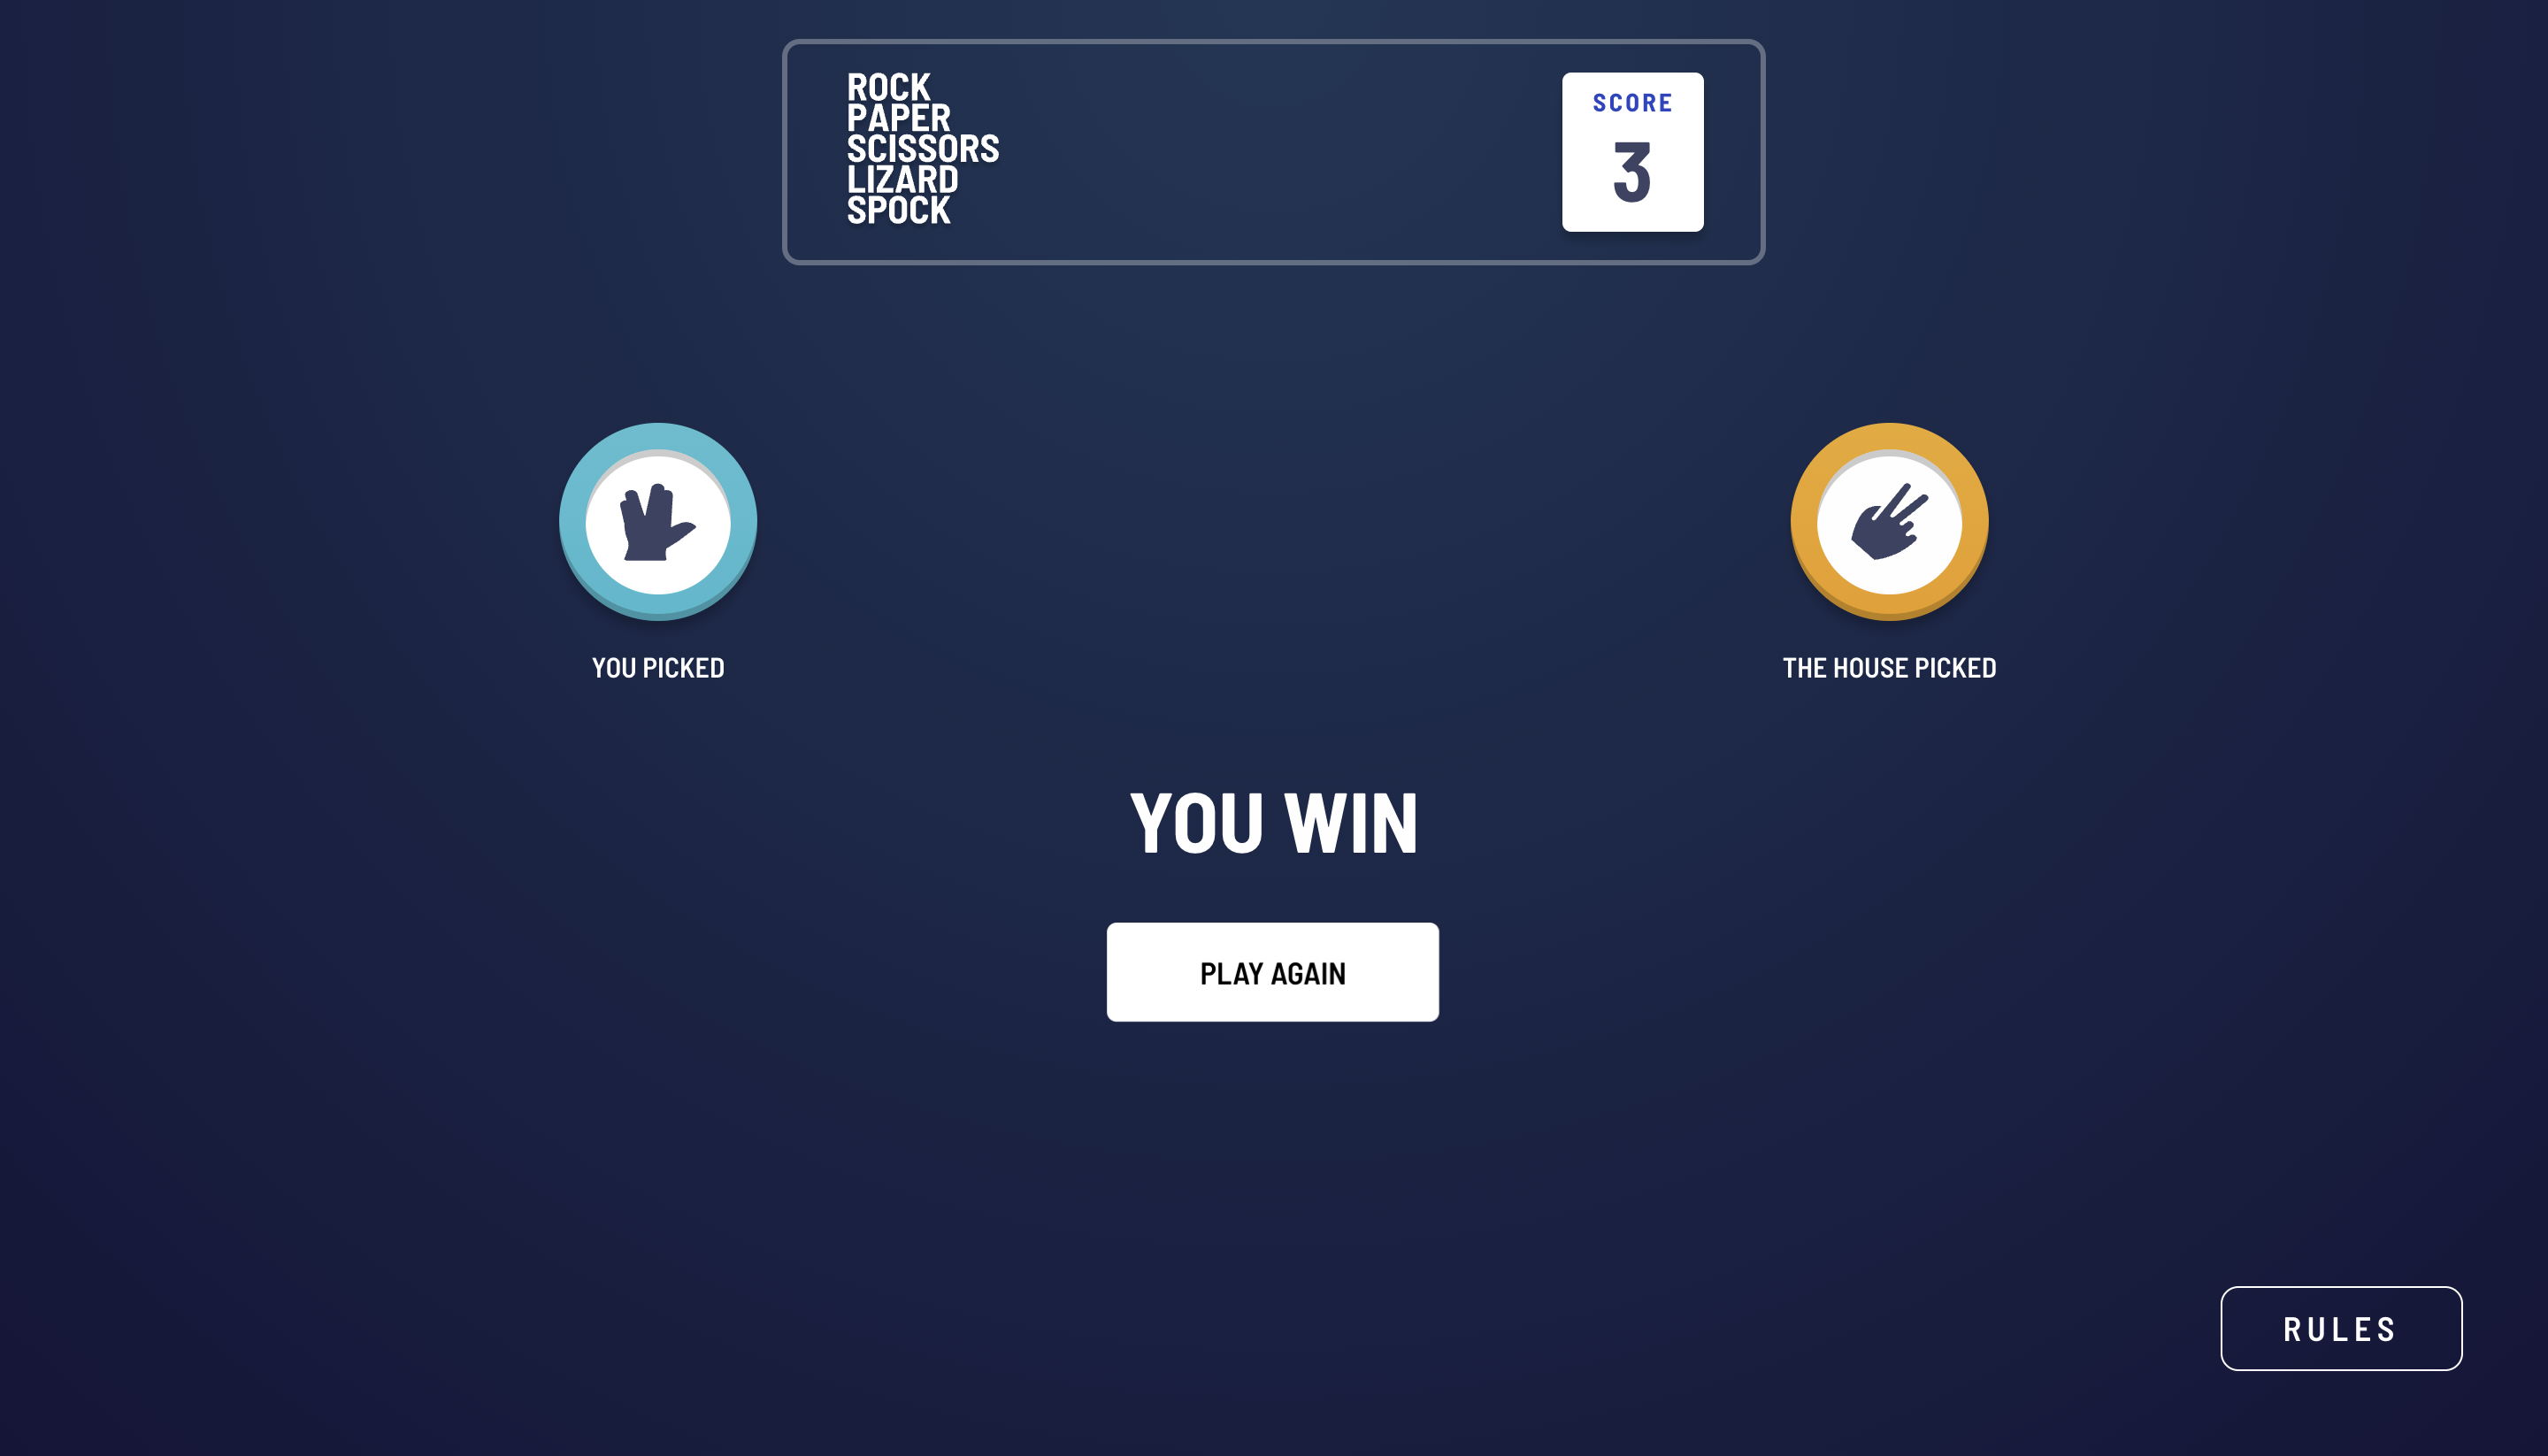 ROCK
PAPER
SCISSORS
LIZARD
SPOCK
SCORE
3
YOU PICKED
THE HOUSE PICKED
YOU WIN
PLAY AGAIN
RULES